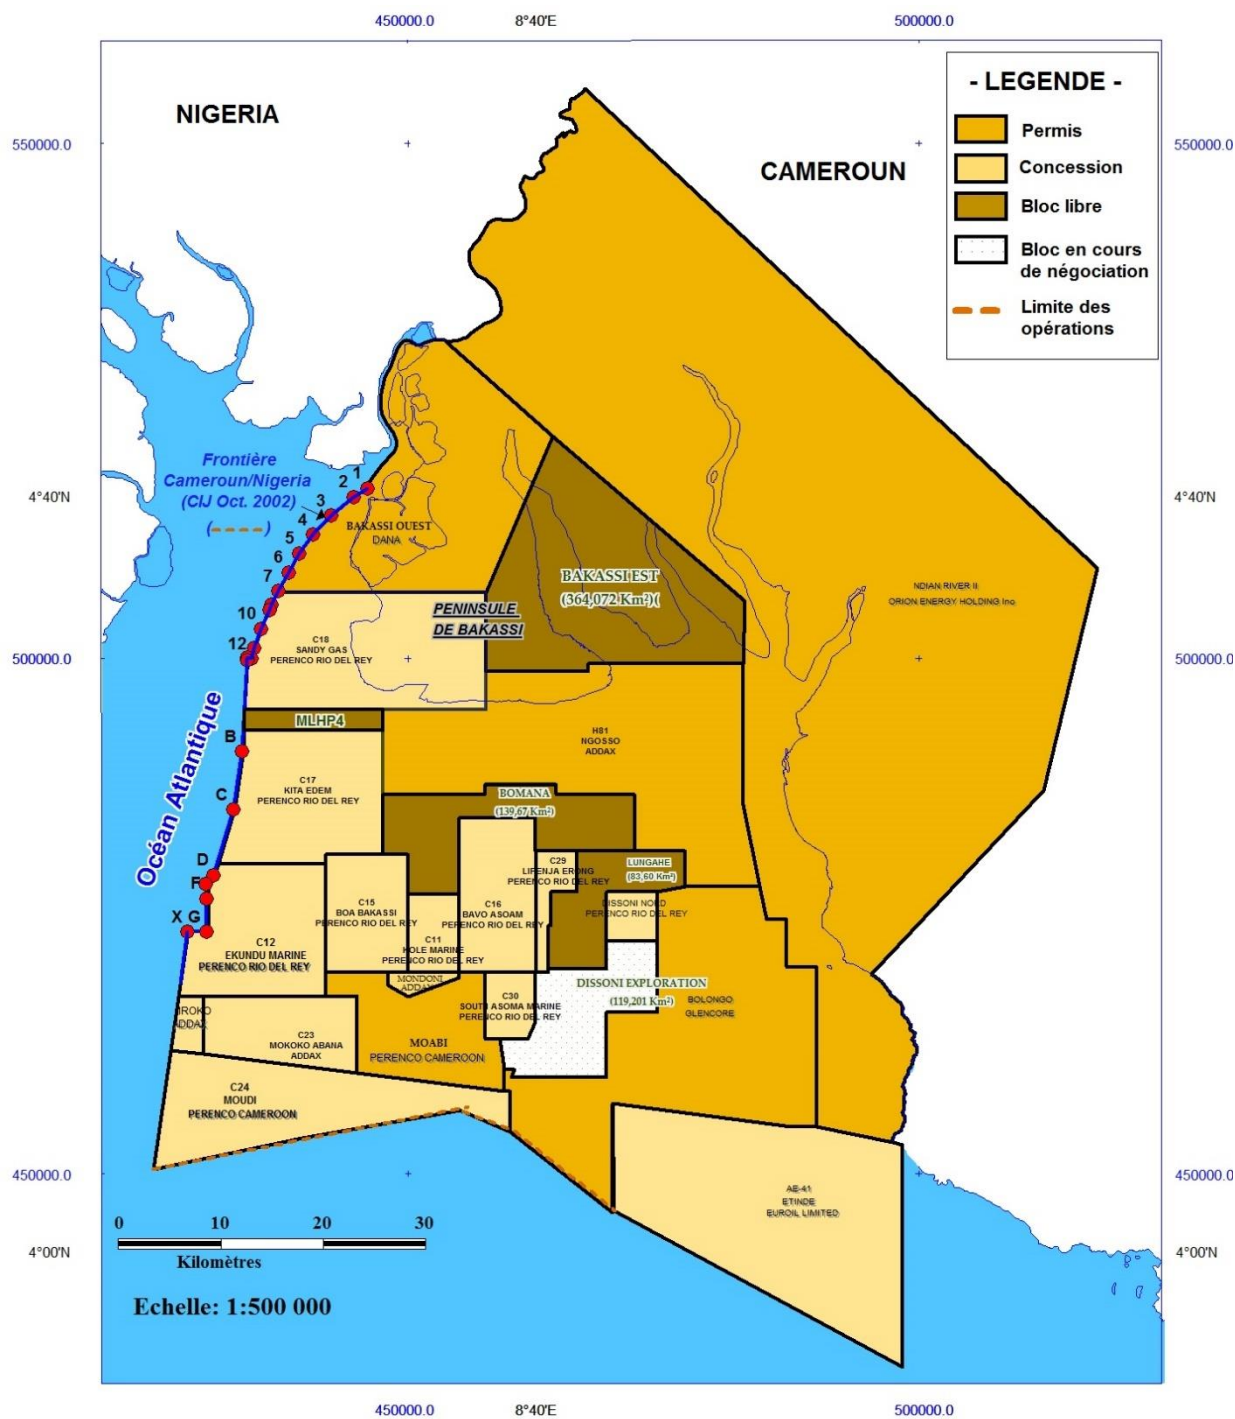 450000.0
8°40'E
500000.0
NIGERIA
CAMEROUN
- LEGENDE -
Permis
Concession
Bloc libre
Bloc en cours
de négociation
Limite des
opérations
550000.0
550000.0
Frontière
Cameroun/Nigeria
(CIJ Oct. 2002)
(-----)
4°40'N
4°40'N
1
2
3
4
5
6
7
10
12
BAKASSI OUEST
DANA
BAKASSI EST
(364,072 Km²)(
NDIAN RIVER II
ORION ENERGY HOLDING Inc
PENINSULE
DE BAKASSI
C18
SANDY GAS
PERENCO RIO DEL REY
500000.0
500000.0
Océan Atlantique
MLHP4
B
H81
NGOSSO
ADDAX
C17
KITA EDEM
PERENCO RIO DEL REY
C
BOMANA
(139,67 Km²)
D
F
C29
LIPENJA ERONG
PERENCO RIO DEL REY
LUNGAHE
(83,60 Km²)
X
G
C15
BOA BAKASSI
PERENCO RIO DEL REY
C16
BAVO ASOAM
PERENCO RIO DEL REY
DISSONI NORD
PERENCO RIO DEL REY
C12
EKUNDU MARINE
PERENCO RIO DEL REY
C11
KOLE MARINE
PERENCO RIO DEL REY
MONDONI
ADDAX
DISSONI EXPLORATION
(119,201 Km²)
C30
SOUTH ASOMA MARINE
PERENCO RIO DEL REY
BOLONGO
GLENCORE
IROKO
ADDAX
C23
MOKOKO ABANA
ADDAX
MOABI
PERENCO CAMEROON
C24
MOUDI
PERENCO CAMEROON
450000.0
450000.0
AE-41
ETINDE
EUROIL LIMITED
0
10
20
30
Kilomètres
4°00'N
4°00'N
Echelle: 1:500 000
450000.0
8°40'E
500000.0